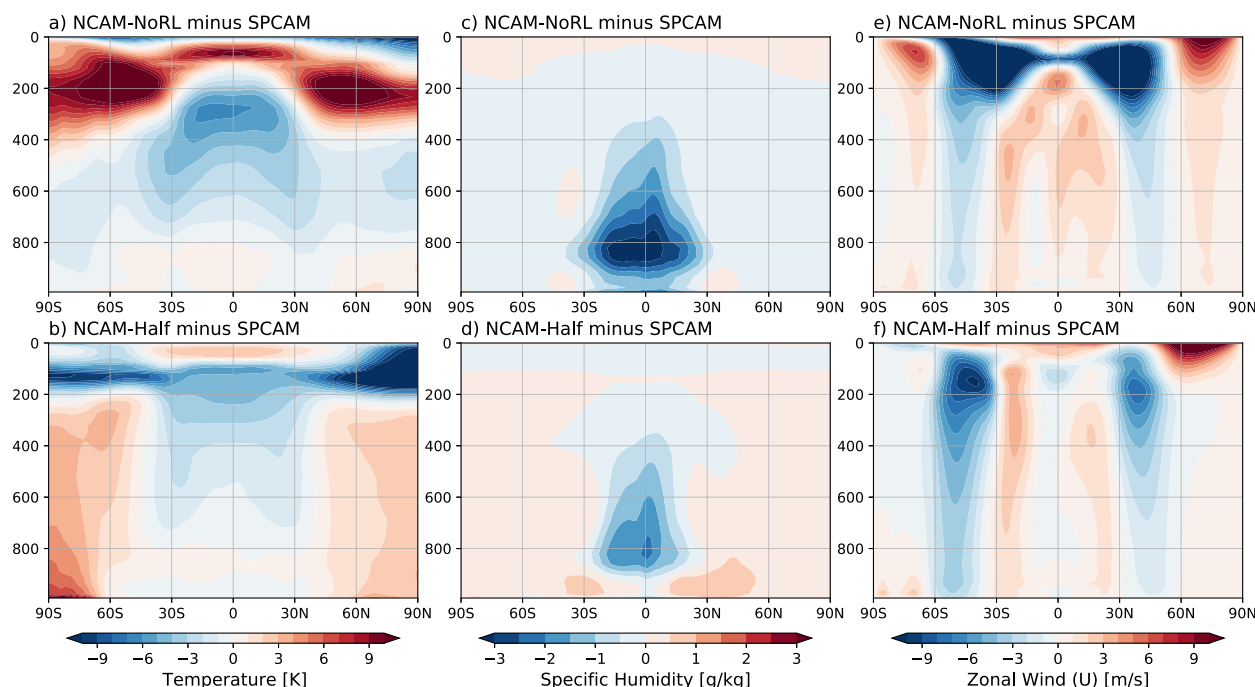 a) NCAM-NoRL minus SPCAM
c) NCAM-NoRL minus SPCAM
e) NCAM-NoRL minus SPCAM
0
200
400
600
800
90S 60S 30S 0 30N 60N 90N
0
200
400
600
800
90S 60S 30S 0 30N 60N 90N
0
200
400
600
800
90S 60S 30S 0 30N 60N 90N
b) NCAM-Half minus SPCAM
d) NCAM-Half minus SPCAM
f) NCAM-Half minus SPCAM
0
200
400
600
800
90S 60S 30S 0 30N 60N 90N
0
200
400
600
800
90S 60S 30S 0 30N 60N 90N
0
200
400
600
800
90S 60S 30S 0 30N 60N 90N
−9 −6 −3 0 3 6 9
Temperature [K]
−3 −2 −1 0 1 2 3
Specific Humidity [g/kg]
−9 −6 −3 0 3 6 9
Zonal Wind (U) [m/s]